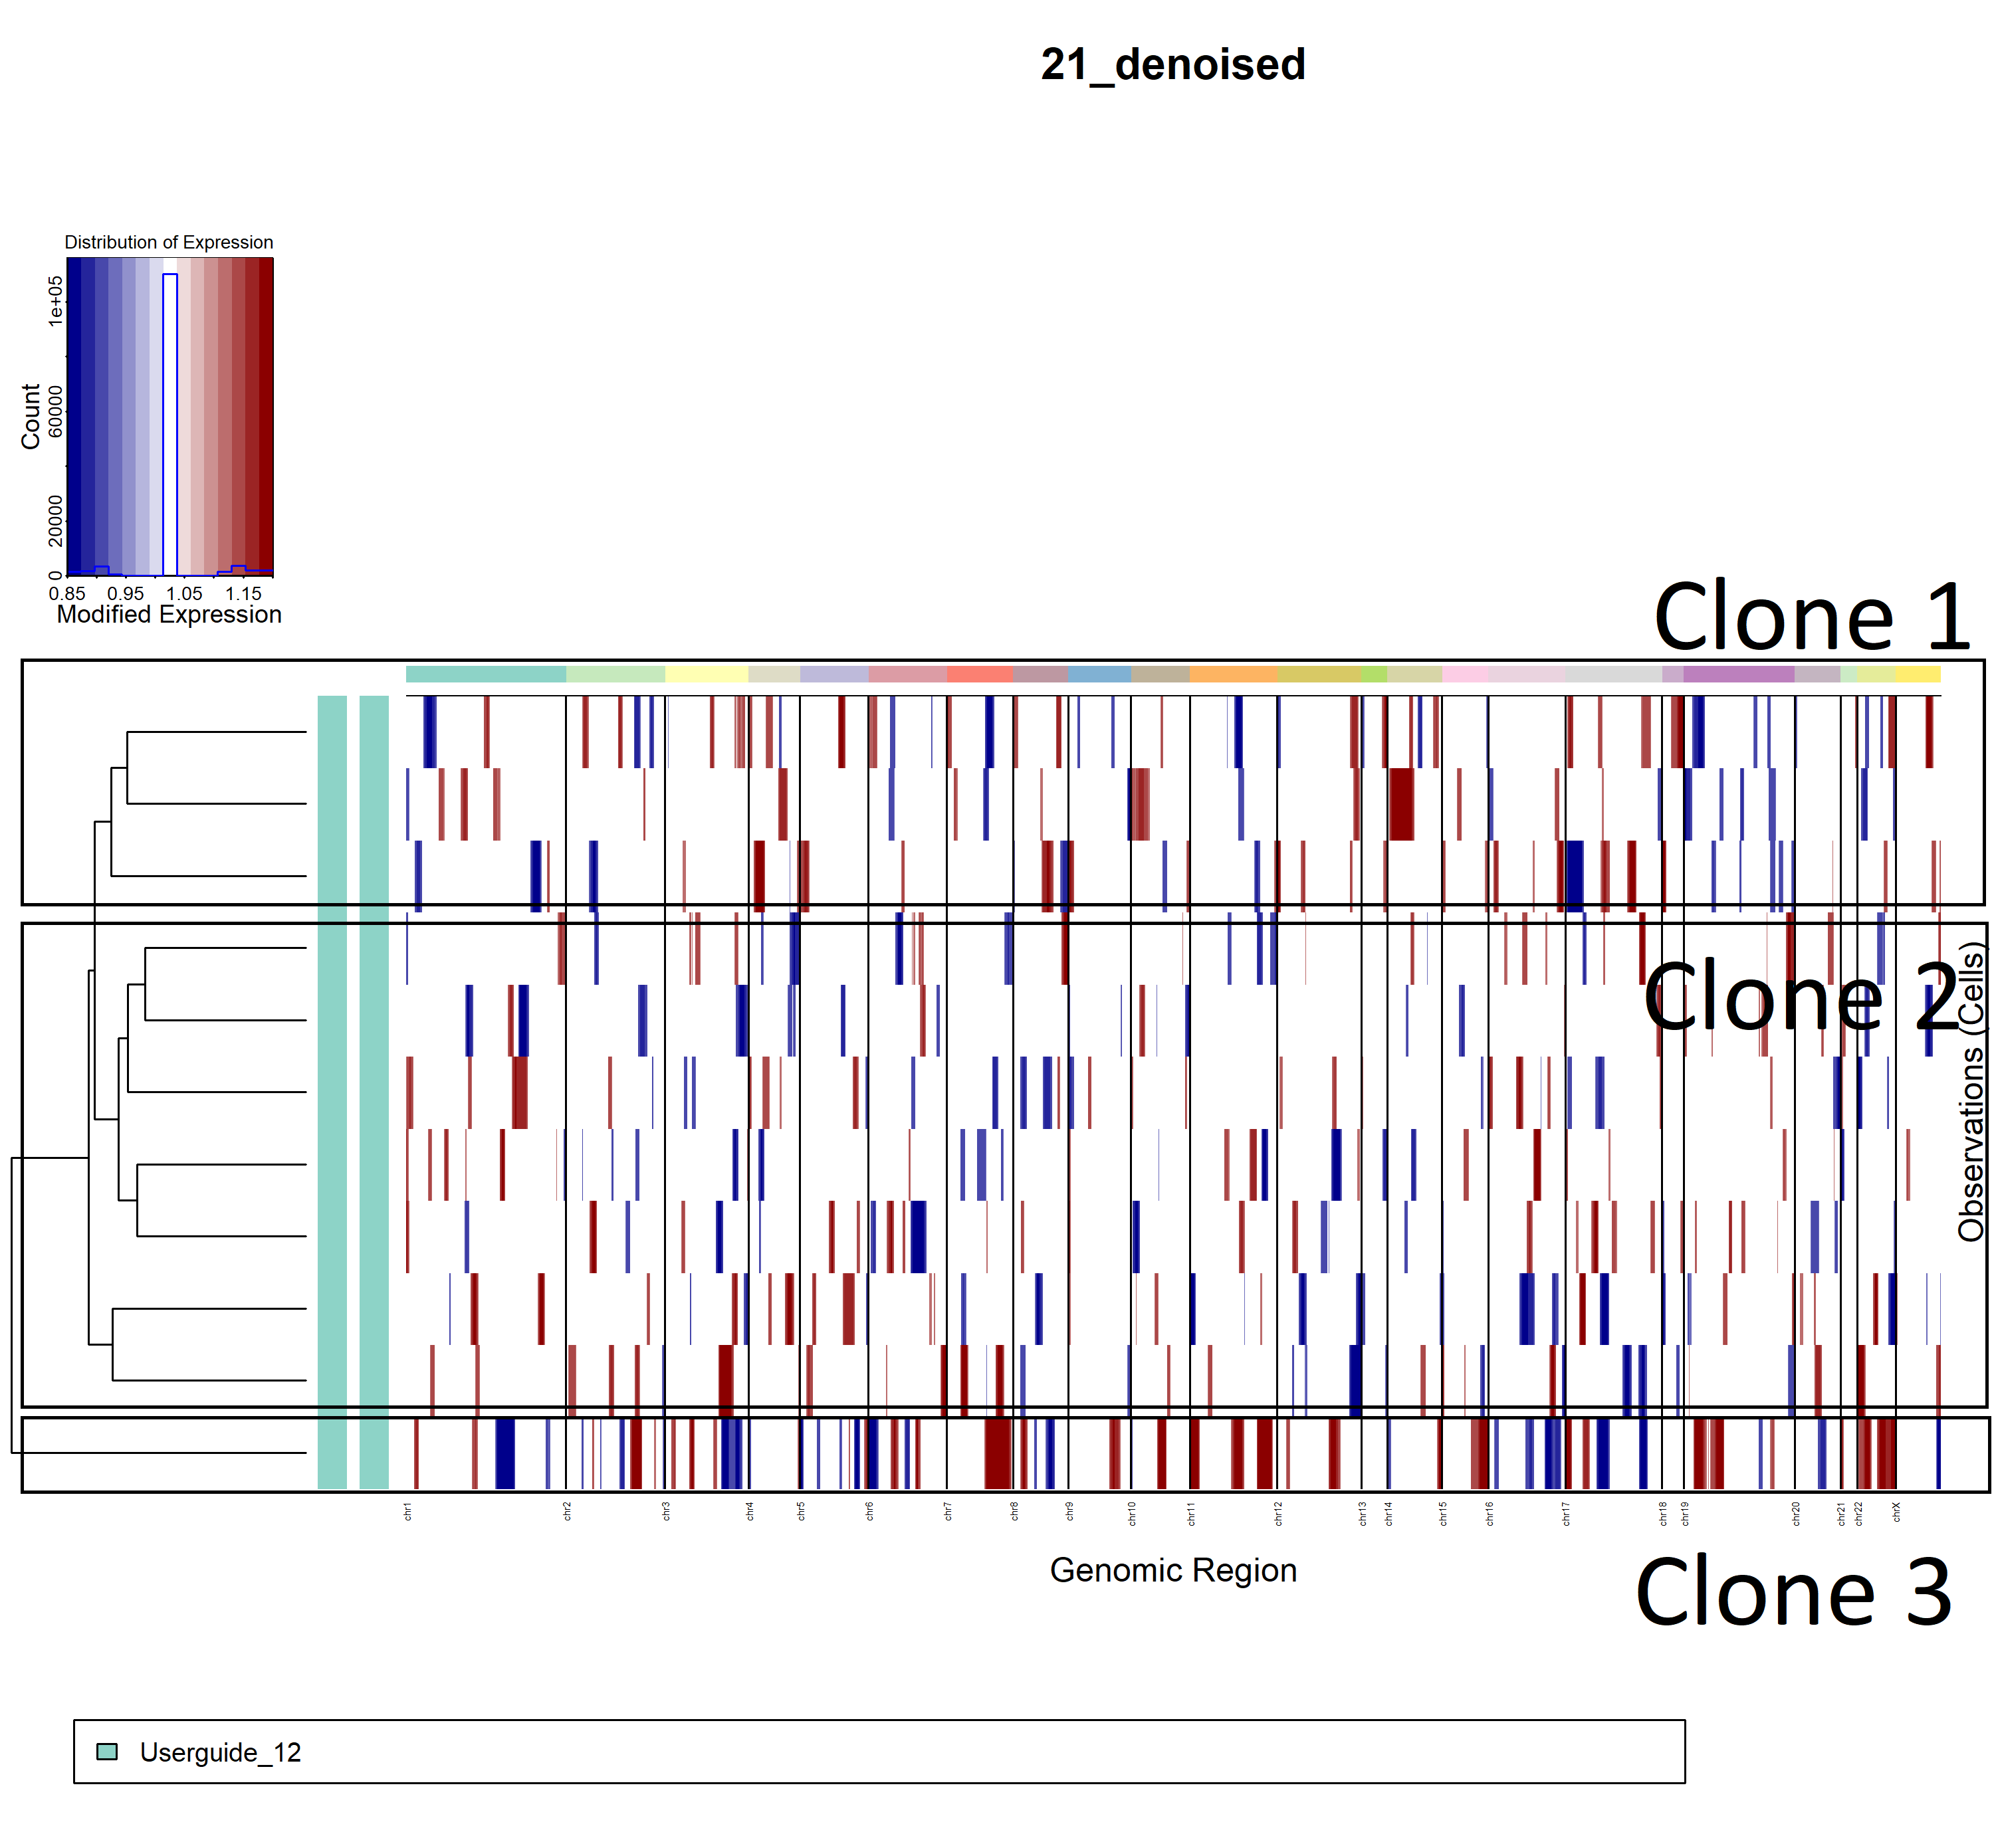 21_denoised
Distribution of Expression
Count
0
20000
60000
1e+05
0.85 0.95 1.05 1.15
Modified Expression
Clone 1
Clone 2
Observations (Cells)
chr1 chr2 chr3 chr4 chr5 chr6 chr7 chr8 chr9 chr10 chr11 chr12 chr13 chr14 chr15 chr16 chr17 chr18 chr19 chr20 chr21 chr22 chrX
Genomic Region
Clone 3
Userguide_12